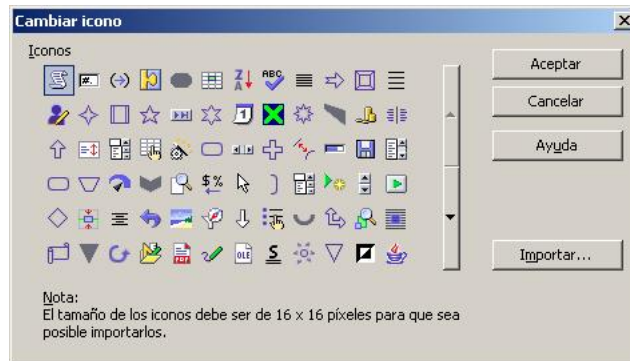 Cambiar icono
Iconos
Aceptar
Cancelar
Ayuda
Importar...
Nota:
El tamaño de los iconos debe ser de 16 x 16 píxeles para que sea
posible importarlos.